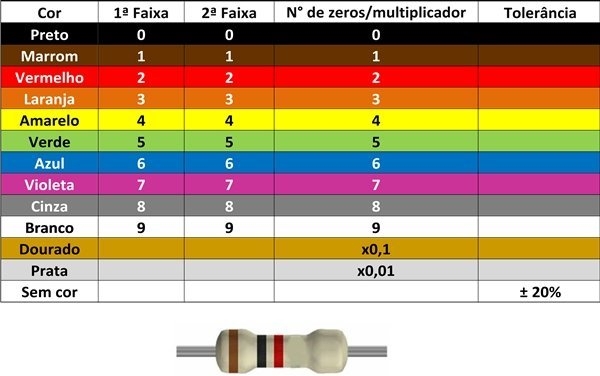 Cor 1ª Faixa 2ª Faixa N° de zeros/multiplicador Tolerância
Preto 0 0 0
Marrom 1 1 1
Vermelho 2 2 2
Laranja 3 3 3
Amarelo 4 4 4
Verde 5 5 5
Azul 6 6 6
Violeta 7 7 7
Cinza 8 8 8
Branco 9 9 9
Dourado x0,1
Prata x0,01
Sem cor ± 20%